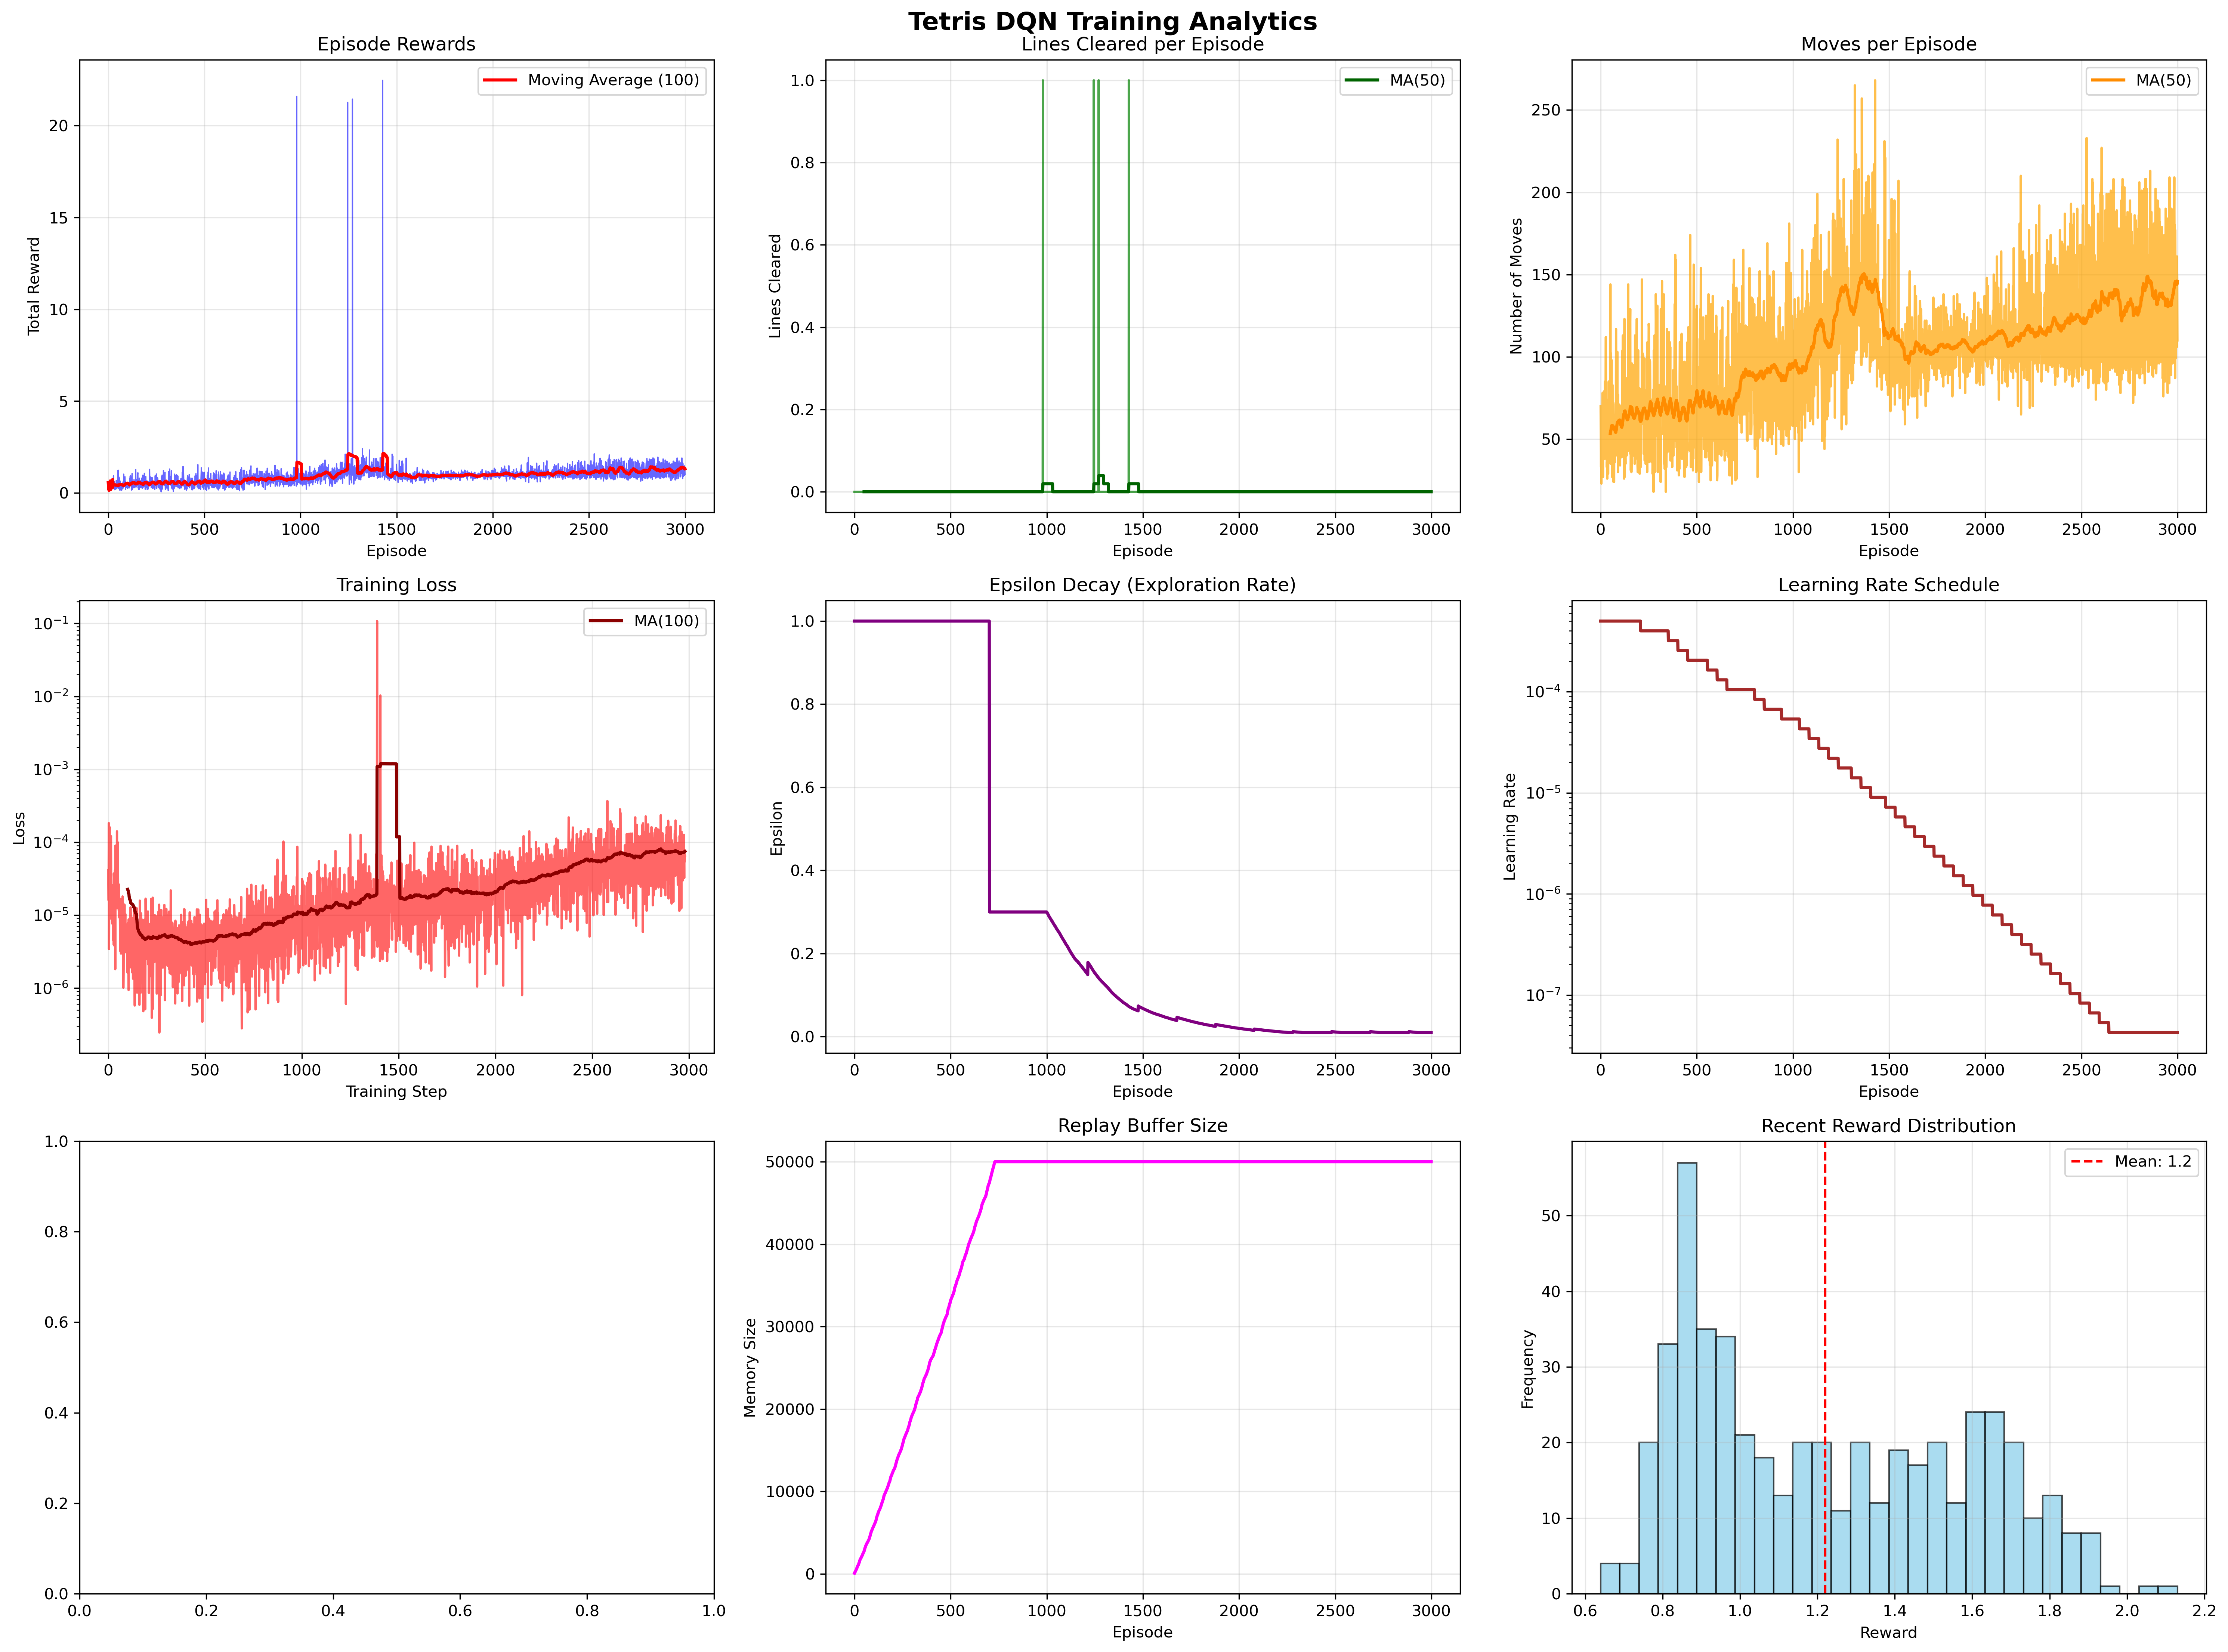 Tetris DQN Training Analytics
Episode Rewards
Moving Average (100)
20
15
10
5
0
Total Reward
0 500 1000 1500 2000 2500 3000
Episode
Lines Cleared per Episode
MA(50)
1.0
0.8
0.6
0.4
0.2
0.0
Lines Cleared
0 500 1000 1500 2000 2500 3000
Episode
Moves per Episode
MA(50)
250
200
150
100
50
Number of Moves
0 500 1000 1500 2000 2500 3000
Episode
Training Loss
MA(100)
10⁻¹
10⁻²
10⁻³
10⁻⁴
10⁻⁵
10⁻⁶
Loss
0 500 1000 1500 2000 2500 3000
Training Step
Epsilon Decay (Exploration Rate)
1.0
0.8
0.6
0.4
0.2
0.0
Epsilon
0 500 1000 1500 2000 2500 3000
Episode
Learning Rate Schedule
10⁻⁴
10⁻⁵
10⁻⁶
10⁻⁷
Learning Rate
0 500 1000 1500 2000 2500 3000
Episode
1.0
0.8
0.6
0.4
0.2
0.0
0.0 0.2 0.4 0.6 0.8 1.0
Replay Buffer Size
50000
40000
30000
20000
10000
0
Memory Size
0 500 1000 1500 2000 2500 3000
Episode
Recent Reward Distribution
Mean: 1.2
50
40
30
20
10
0
Frequency
0.6 0.8 1.0 1.2 1.4 1.6 1.8 2.0 2.2
Reward